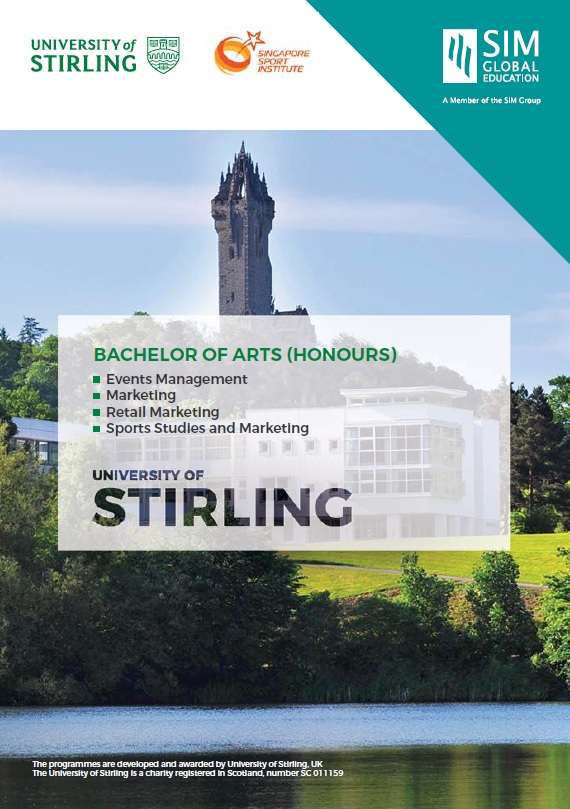 UNIVERSITY of
STIRLING
SINGAPORE
SPORT
INSTITUTE
SIM
GLOBAL
EDUCATION
A Member of the SIM Group
BACHELOR OF ARTS (HONOURS)
Events Management
Marketing
Retail Marketing
Sports Studies and Marketing
UNIVERSITY OF
STIRLING
The programmes are developed and awarded by University of Stirling, UK
The University of Stirling is a charity registered in Scotland, number SC 011159